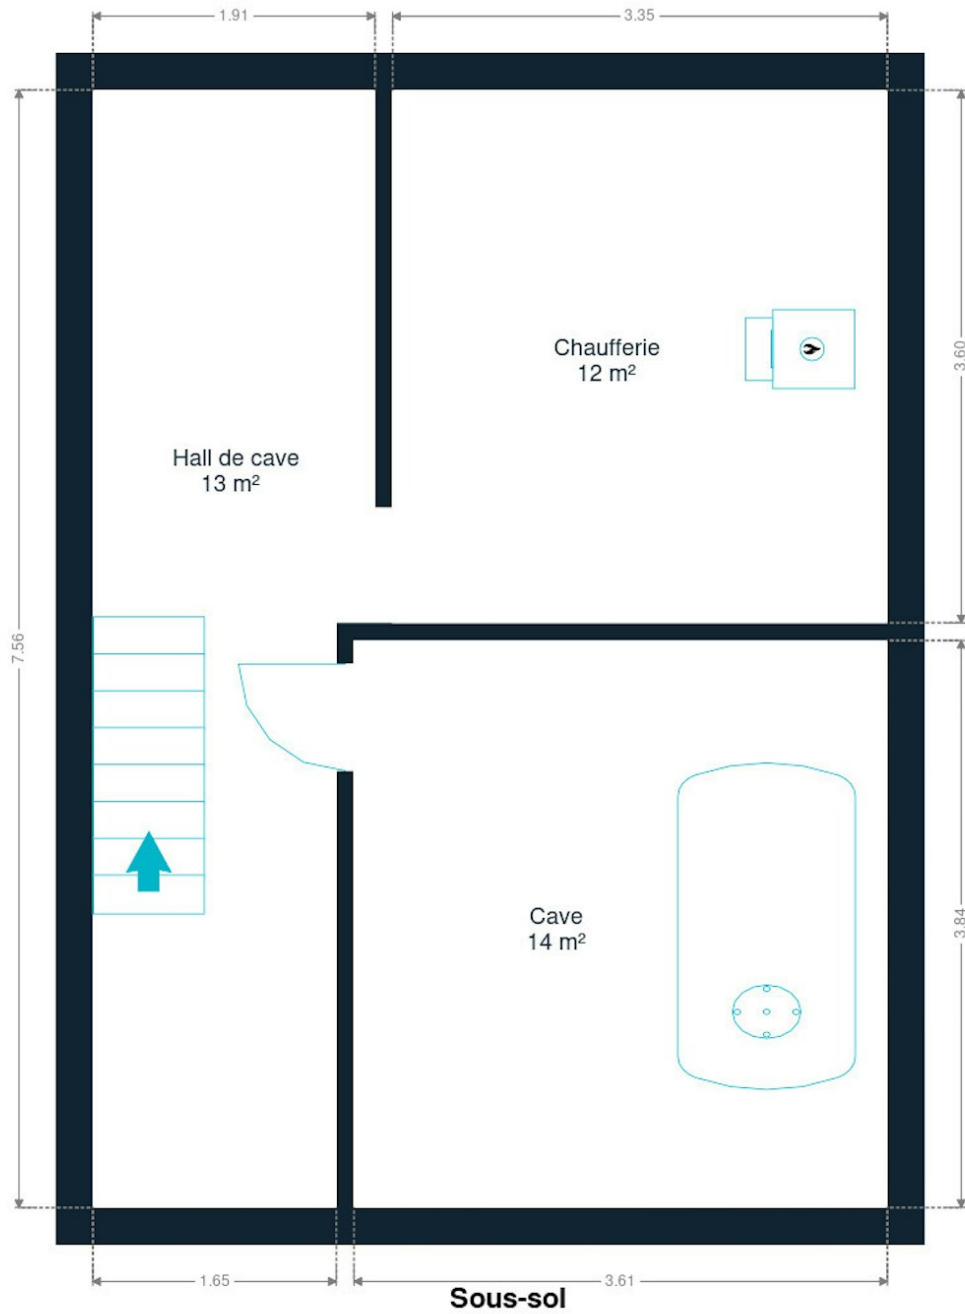 1.91
3.35
3.60
Chaufferie
12 m²
Hall de cave
13 m²
7.56
3.84
Cave
14 m²
1.65
3.61
Sous-sol